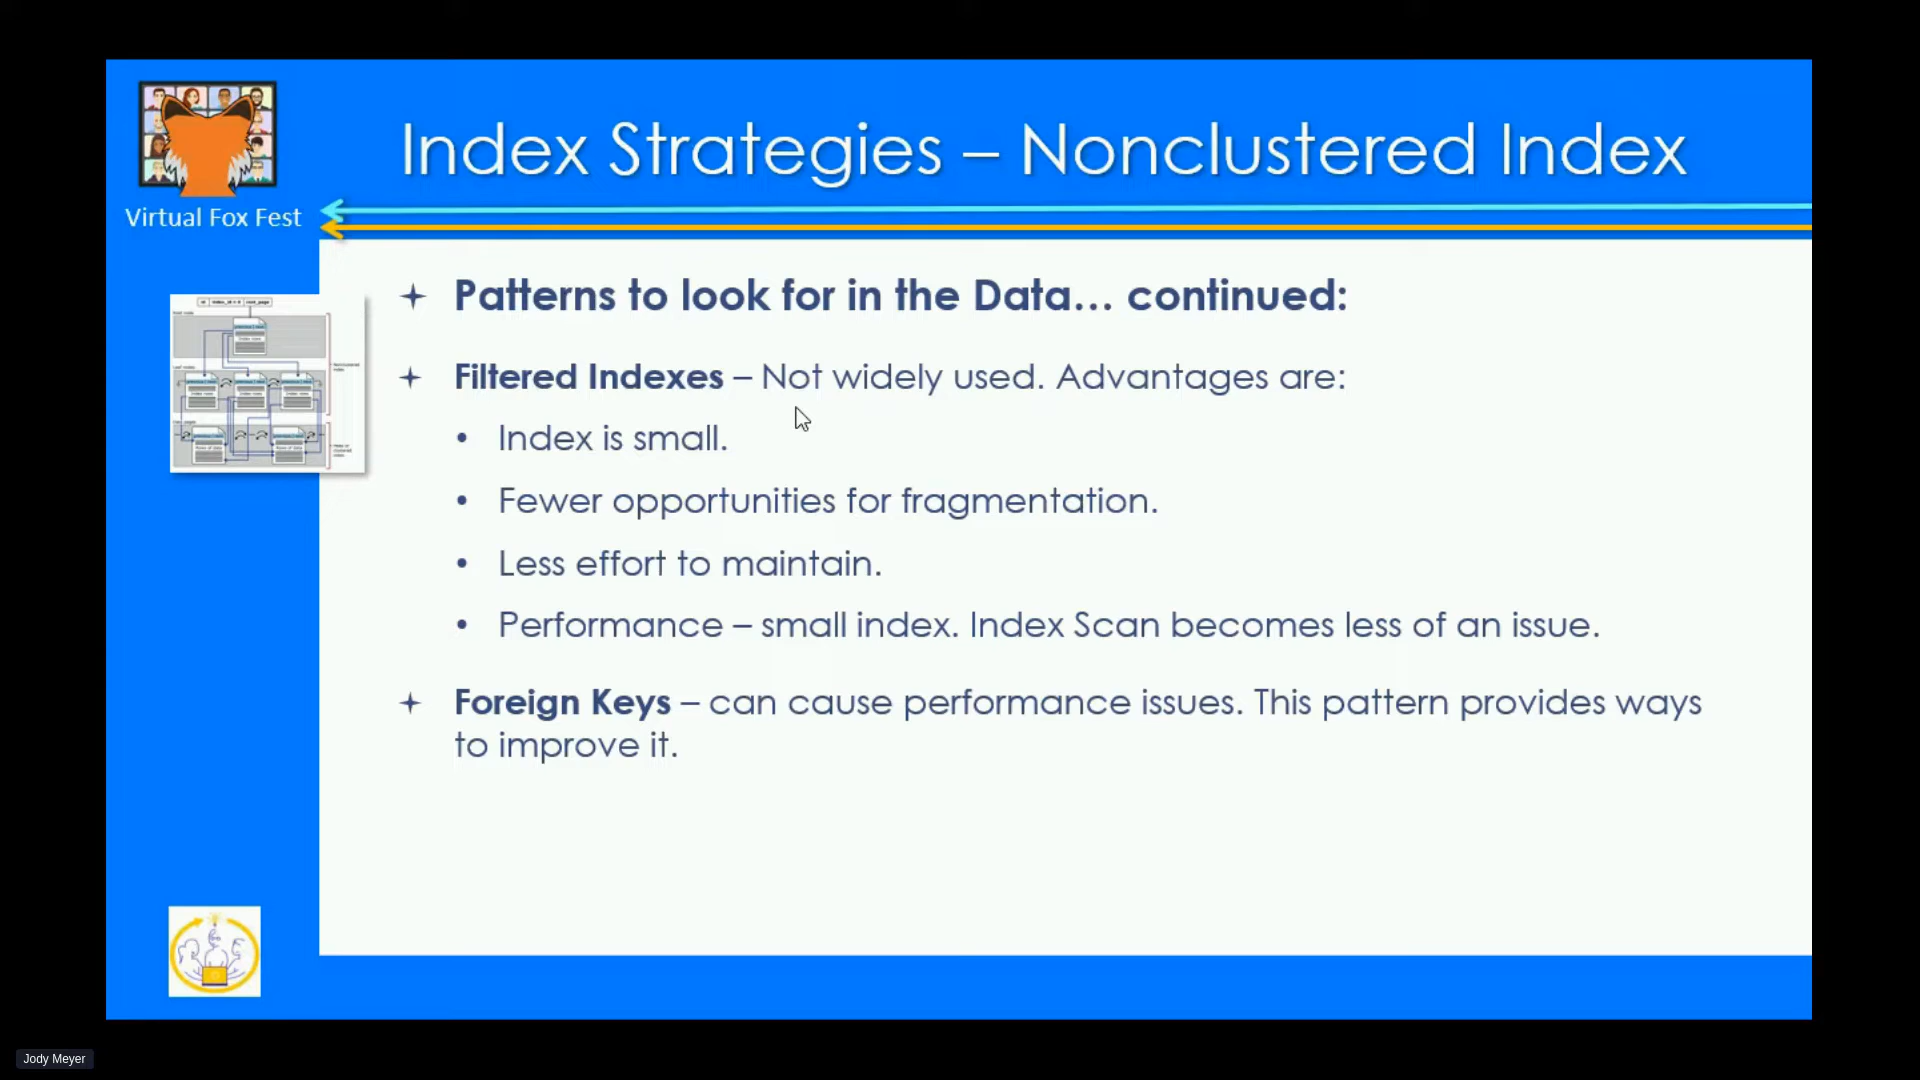 Index Strategies – Nonclustered Index
Virtual Fox Fest
Patterns to look for in the Data... continued:
Filtered Indexes – Not widely used. Advantages are:
• Index is small.
• Fewer opportunities for fragmentation.
• Less effort to maintain.
• Performance – small index. Index Scan becomes less of an issue.
Foreign Keys – can cause performance issues. This pattern provides ways
to improve it.
Jody Meyer